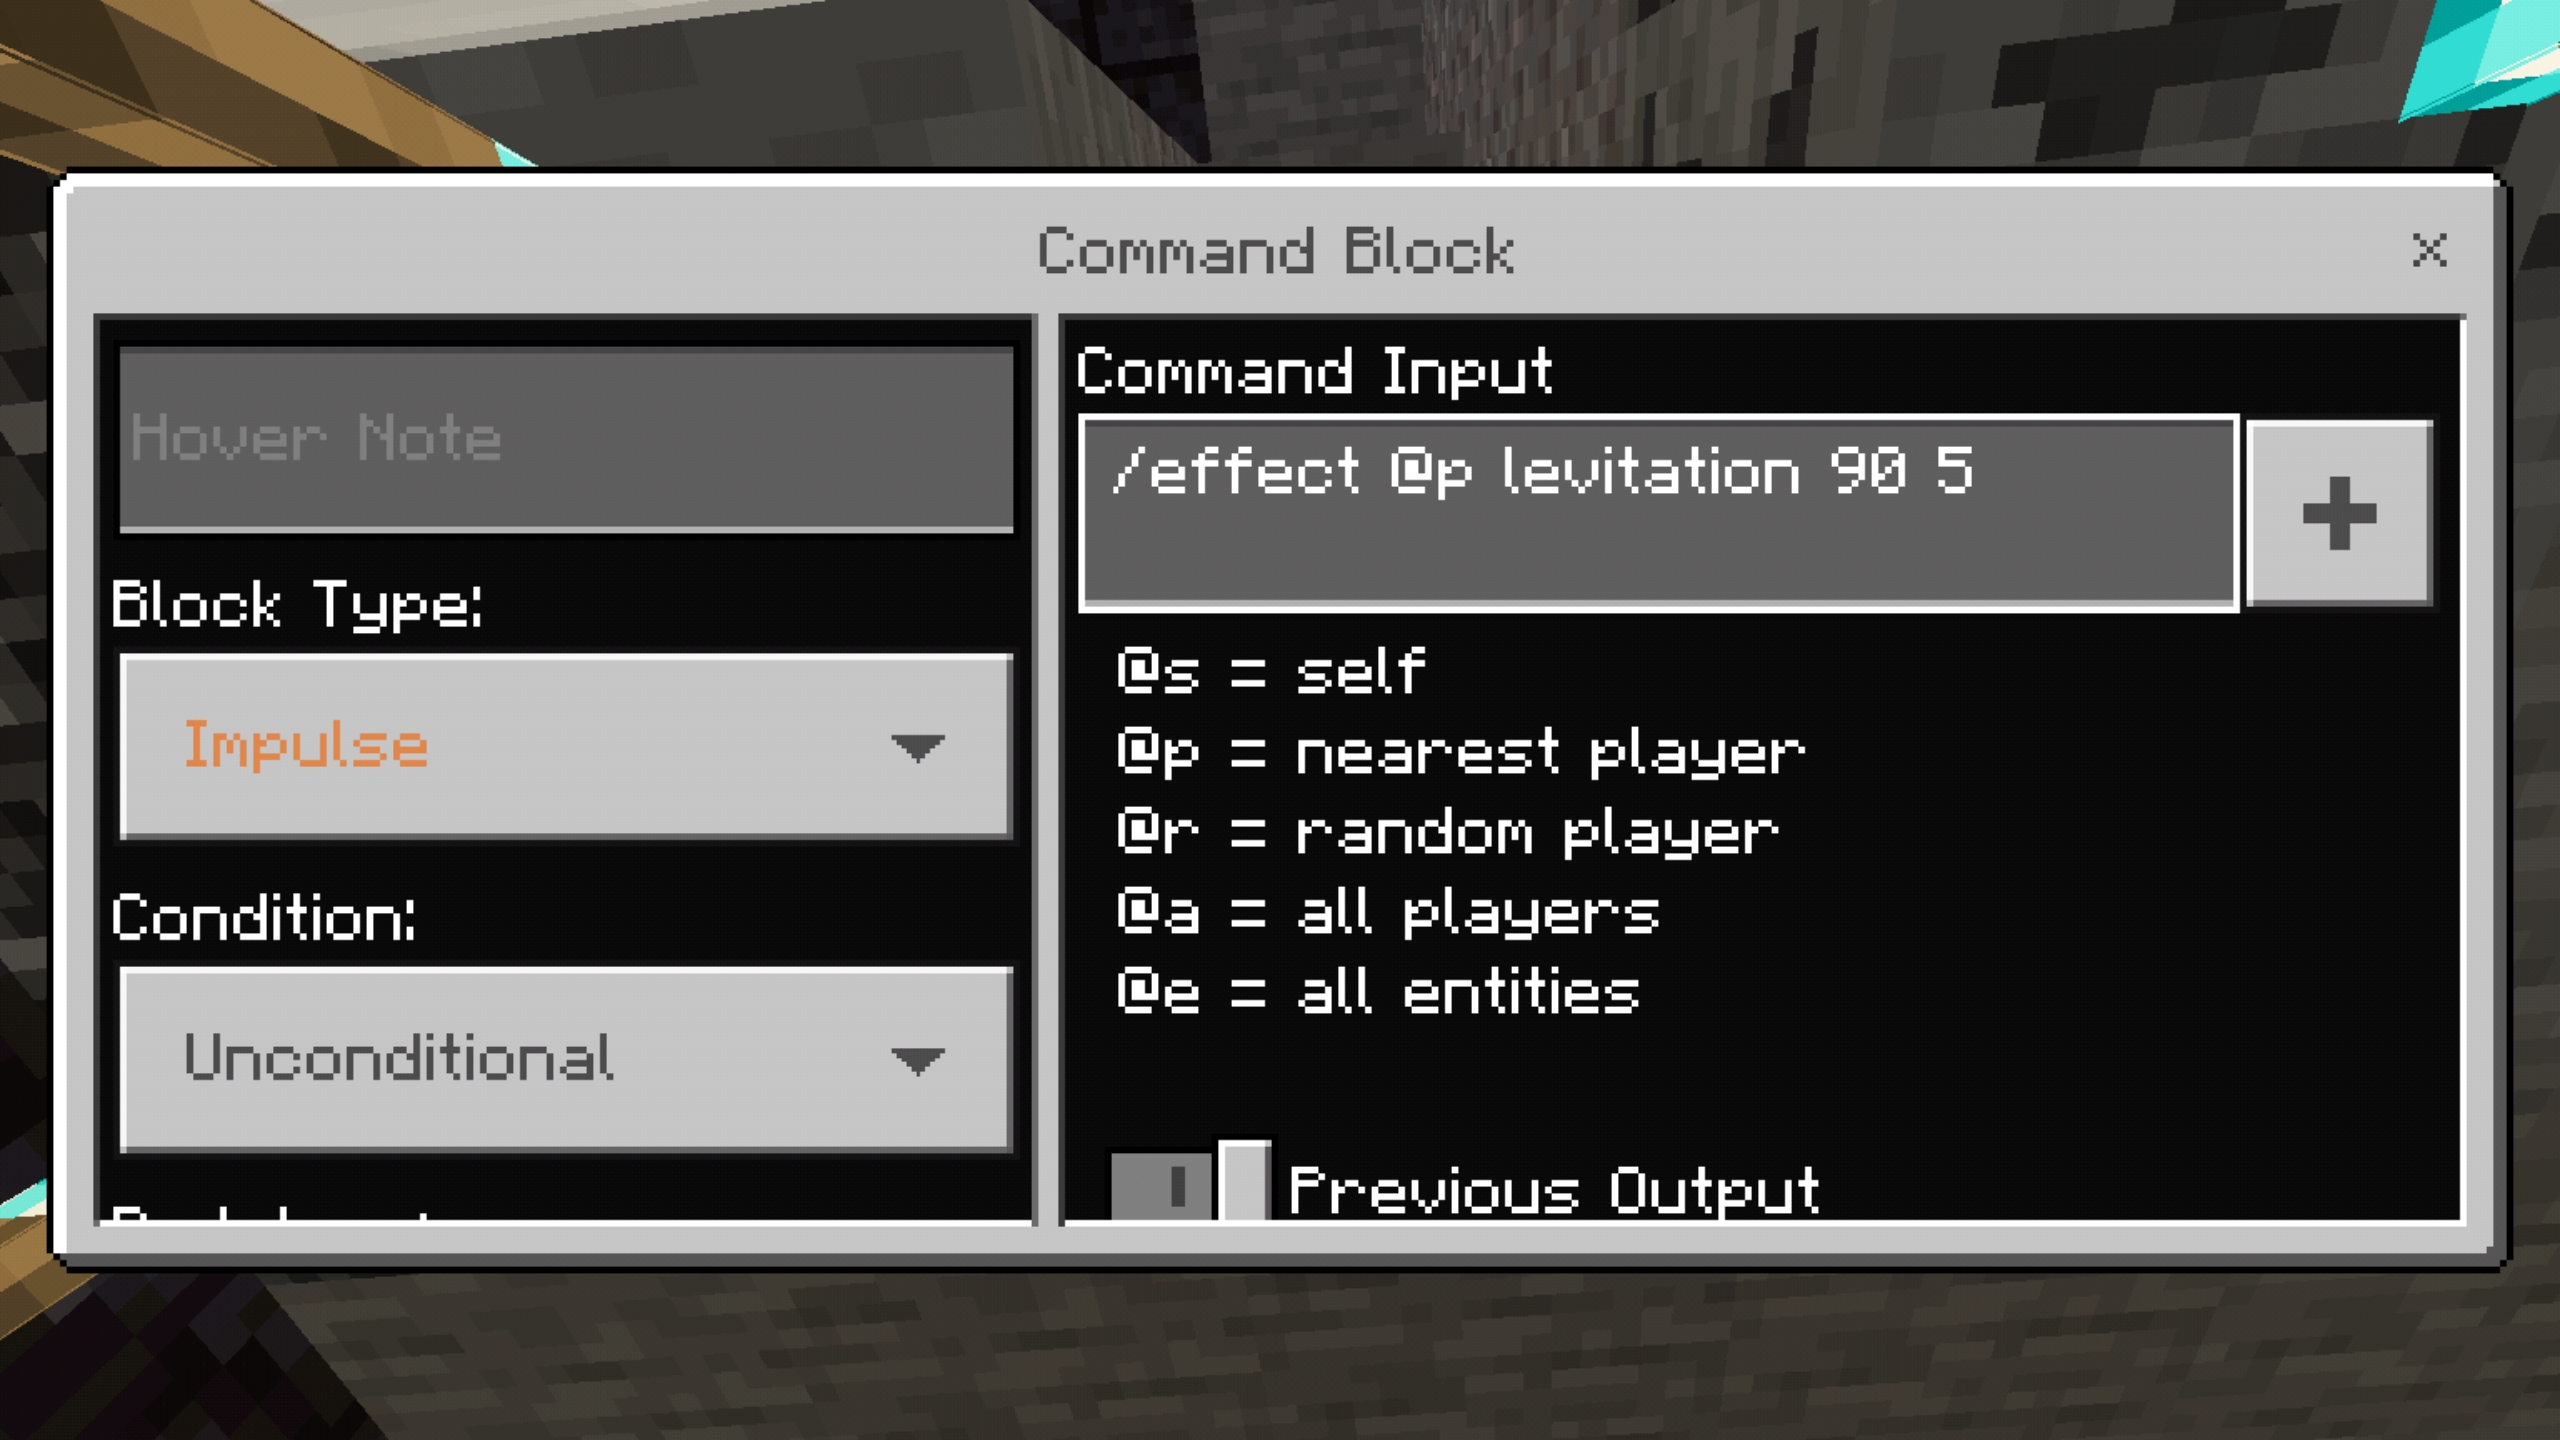 Command Block
x
Hover Note
Block Type:
Impulse
Condition:
Unconditional
Command Input
/effect @p levitation 90 5
+
@s = self
@p = nearest player
@r = random player
@a = all players
@e = all entities
Previous Output